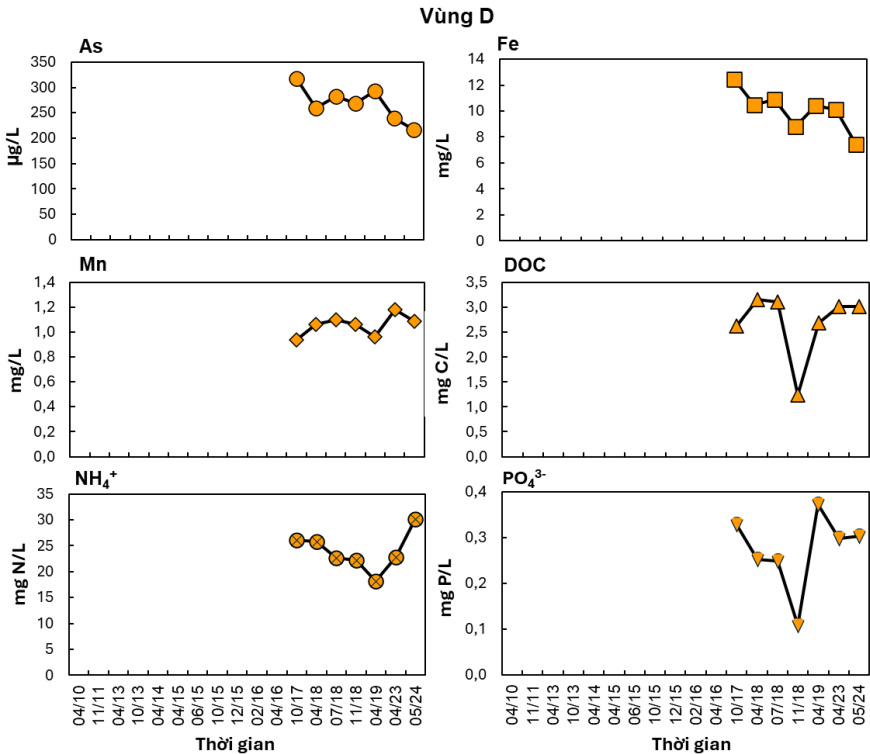 Vùng D
As
µg/L
350
300
250
200
150
100
50
0
Fe
mg/L
14
12
10
8
6
4
2
0
Mn
mg/L
1,4
1,2
1,0
0,8
0,6
0,4
0,2
0,0
DOC
mg C/L
3,5
3,0
2,5
2,0
1,5
1,0
0,5
0,0
NH₄⁺
mg N/L
35
30
25
20
15
10
5
0
04/10 11/11 04/13 10/13 04/14 04/15 06/15 10/15 12/15 02/16 04/16 10/17 04/18 07/18 11/18 04/19 04/23 05/24
Thời gian
PO₄³⁻
mg P/L
0,4
0,3
0,2
0,1
0,0
04/10 11/11 04/13 10/13 04/14 04/15 06/15 10/15 12/15 02/16 04/16 10/17 04/18 07/18 11/18 04/19 04/23 05/24
Thời gian